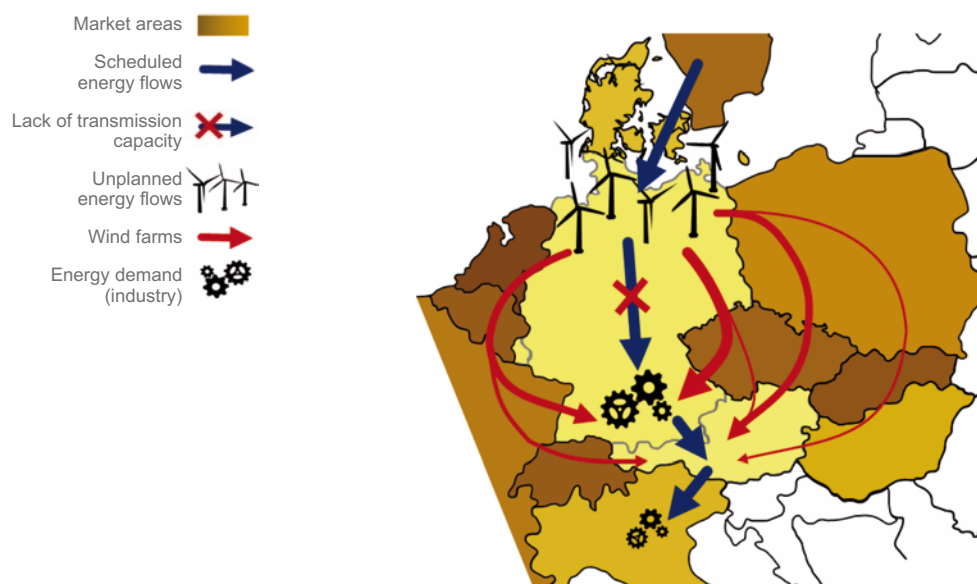 Market areas
Scheduled
energy flows
Lack of transmission
capacity
Unplanned
energy flows
Wind farms
Energy demand
(industry)